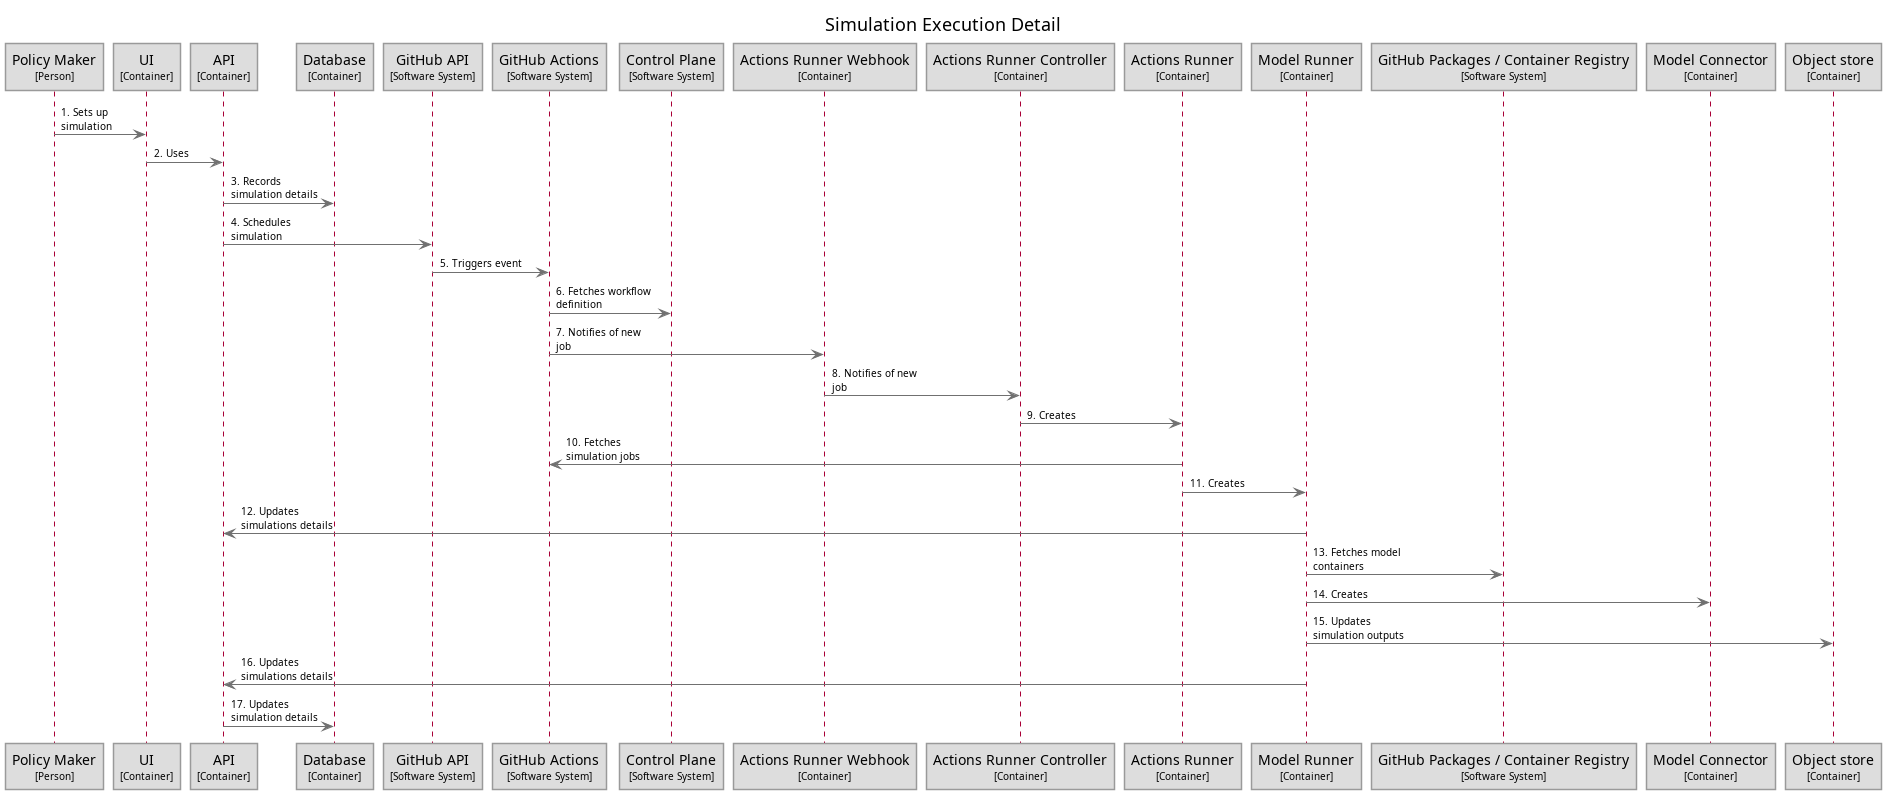 Simulation Execution Detail
Policy Maker
[Person]
UI
[Container]
API
[Container]
Database
[Container]
GitHub API
[Software System]
GitHub Actions
[Software System]
Control Plane
[Software System]
Actions Runner Webhook
[Container]
Actions Runner Controller
[Container]
Actions Runner
[Container]
Model Runner
[Container]
GitHub Packages / Container Registry
[Software System]
Model Connector
[Container]
Object store
[Container]
1. Sets up
simulation
2. Uses
3. Records
simulation details
4. Schedules
simulation
5. Triggers event
6. Fetches workflow
definition
7. Notifies of new
job
8. Notifies of new
job
9. Creates
10. Fetches
simulation jobs
11. Creates
12. Updates
simulations details
13. Fetches model
containers
14. Creates
15. Updates
simulation outputs
16. Updates
simulations details
17. Updates
simulation details
Policy Maker
[Person]
UI
[Container]
API
[Container]
Database
[Container]
GitHub API
[Software System]
GitHub Actions
[Software System]
Control Plane
[Software System]
Actions Runner Webhook
[Container]
Actions Runner Controller
[Container]
Actions Runner
[Container]
Model Runner
[Container]
GitHub Packages / Container Registry
[Software System]
Model Connector
[Container]
Object store
[Container]